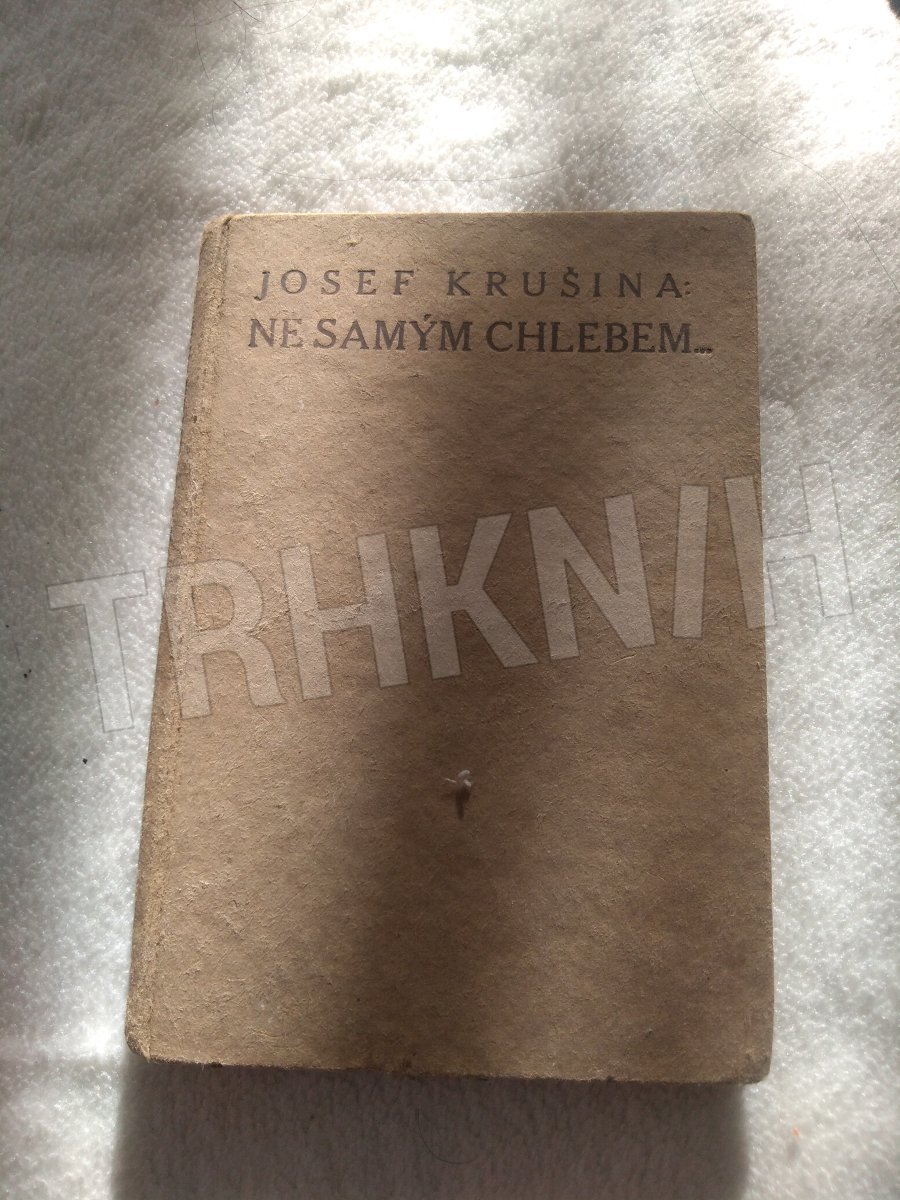 JOSEF KRUŠINA:
NE SAMÝM CHLEBEM...
TRHKNIH